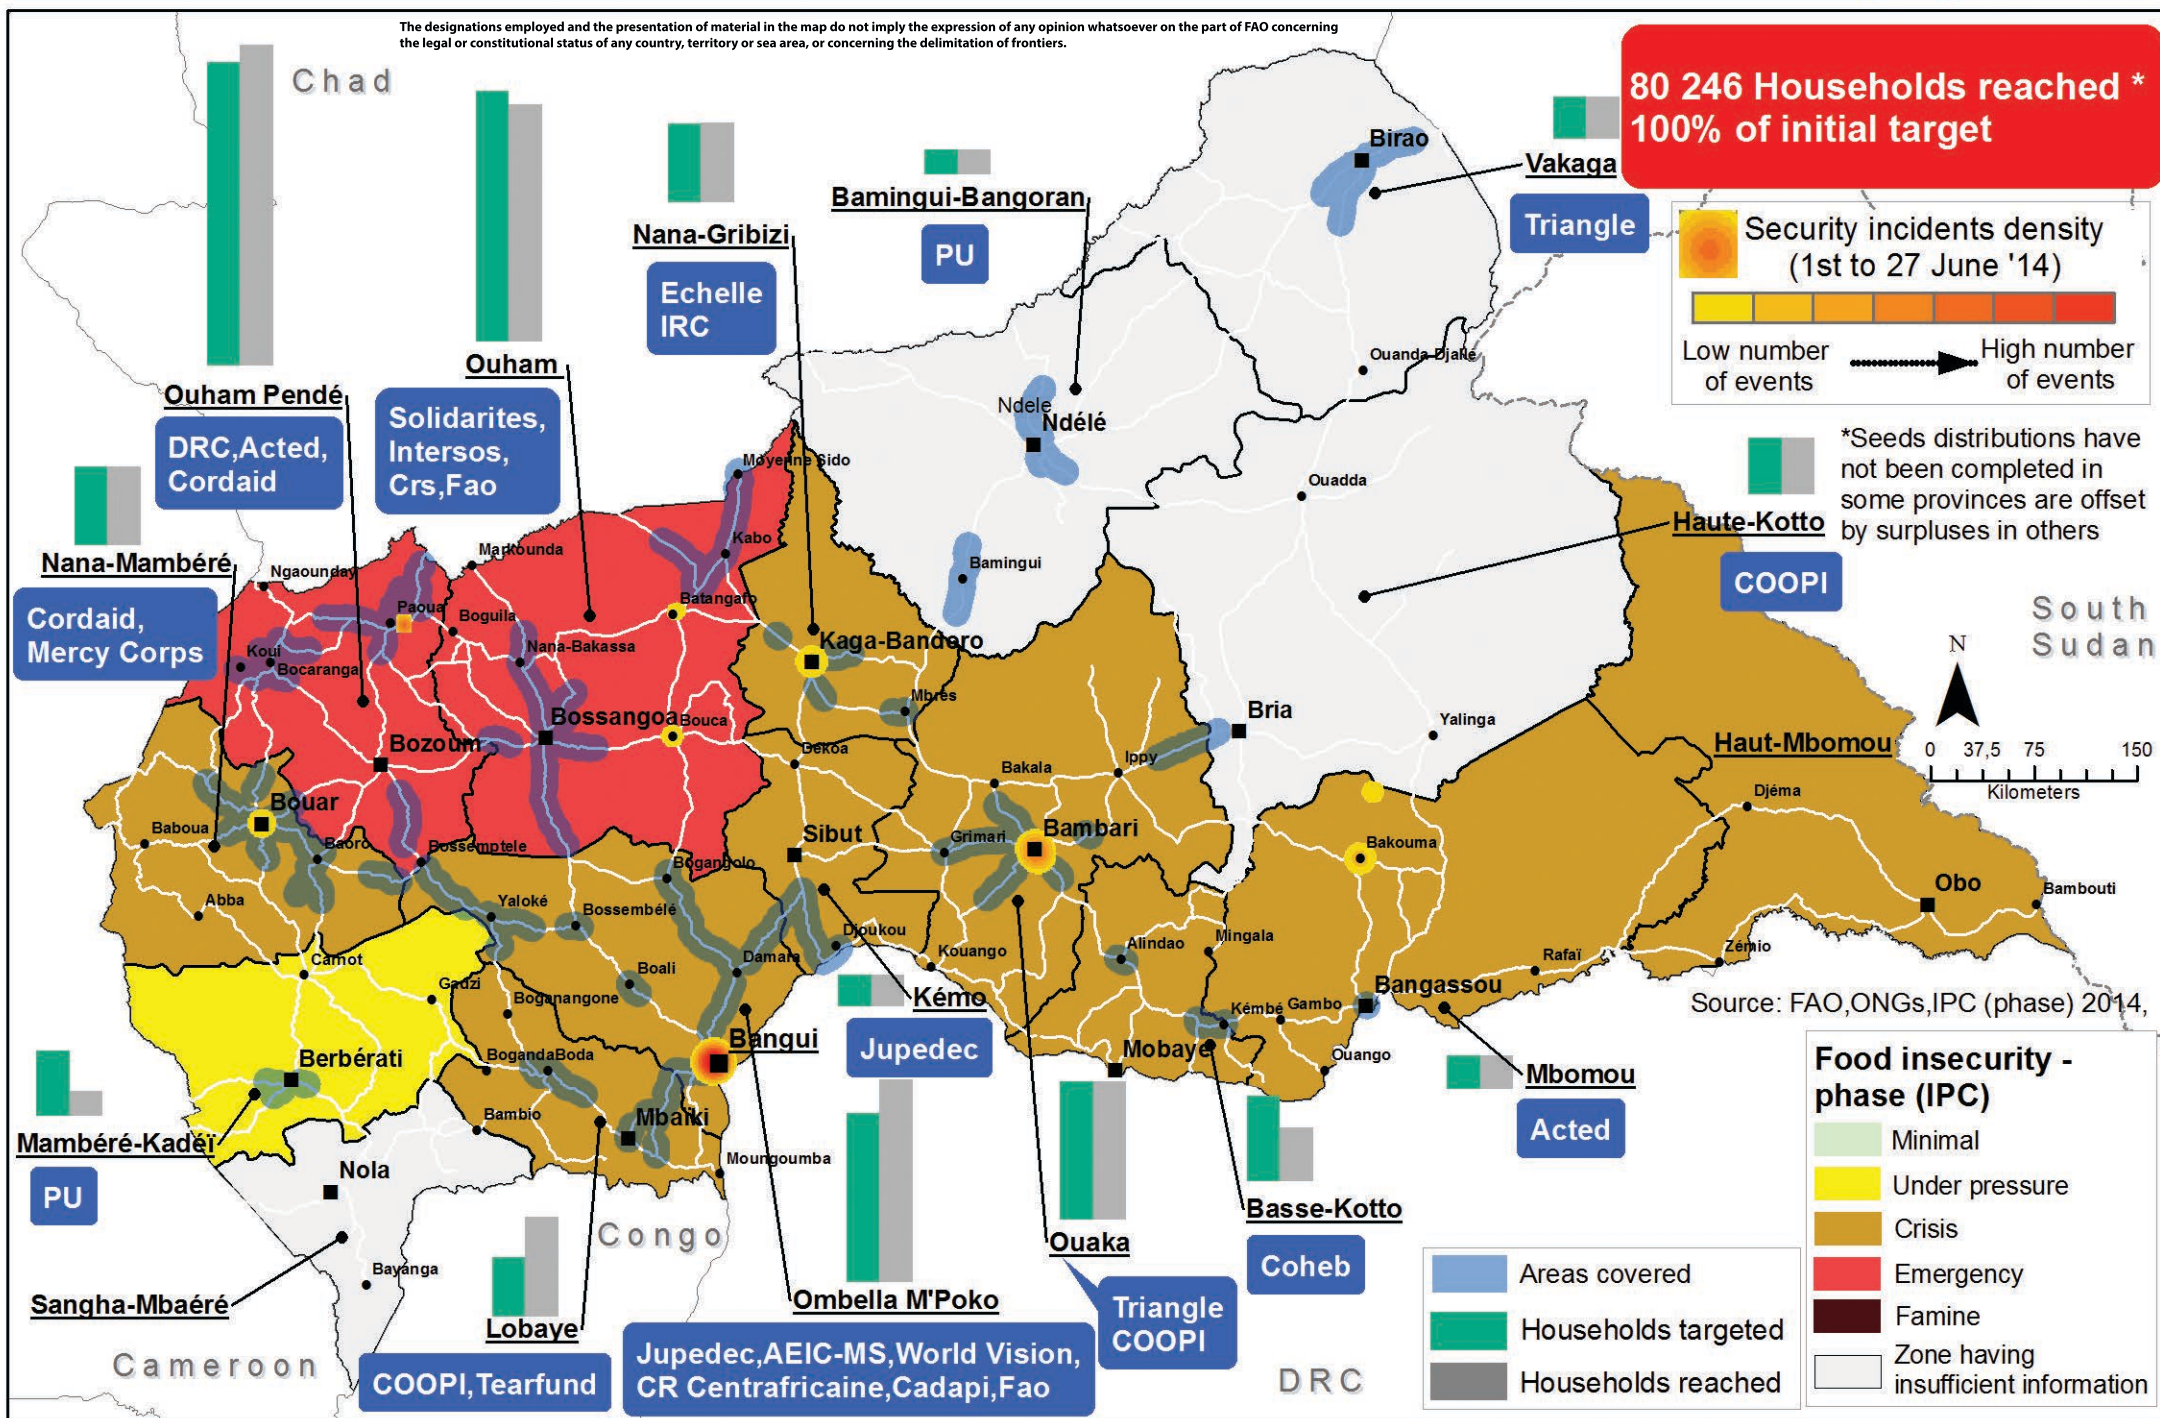 The designations employed and the presentation of material in the map do not imply the expression of any opinion whatsoever on the part of FAO concerning
the legal or constitutional status of any country, territory or sea area, or concerning the delimitation of frontiers.
80 246 Households reached *
100% of initial target
Chad
Birao
Vakaga
Triangle
Bamingui-Bangoran
PU
Nana-Gribizi
Echelle
IRC
Security incidents density
(1st to 27 June '14)
Low number
of events
High number
of events
Ouham
Solidarites,
Intersos,
Crs,Fao
Ouham Pendé
DRC,Acted,
Cordaid
Ouanda-Djallé
Ndele
Ndélé
*Seeds distributions have
not been completed in
some provinces are offset
by surpluses in others
Moyenne Sido
Ouadda
Haute-Kotto
COOPI
Nana-Mambéré
Cordaid,
Mercy Corps
Markounda
Kabo
Ngaounday
Bamingui
Batangafo
Paoua
Boguila
South
Sudan
N
Kaga-Bandoro
Nana-Bakassa
Koui
Bocaranga
Mbres
Bossangoa
Bouca
Bria
Yalinga
Bozoum
Dékoa
Ippy
Bakala
Haut-Mbomou
0 37,5 75 150
Kilometers
Djéma
Bouar
Baboua
Baoro
Bossemptele
Bogangolo
Sibut
Grimari
Bambari
Bakouma
Obo
Bambouti
Abba
Yaloké
Bossembélé
Djoukou
Damara
Kouango
Alindao
Mingala
Zémio
Rafaï
Carnot
Gadzi
Boali
Boganangone
Bangassou
Kémo
Jupedec
Kémbé
Gambo
Source: FAO,ONGs,IPC (phase) 2014,
Bangui
Mobaye
Ouango
Berbérati
Boganda
Boda
Mbomou
Acted
Mambéré-Kadéï
PU
Bambio
Mbaïki
Moungoumba
Nola
Basse-Kotto
Coheb
Congo
Ouaka
Triangle
COOPI
Bayanga
Sangha-Mbaéré
Ombella M'Poko
Jupedec,AEIC-MS,World Vision,
CR Centrafricaine,Cadapi,Fao
Lobaye
COOPI,Tearfund
Cameroon
DRC
Areas covered
Households targeted
Households reached
Food insecurity -
phase (IPC)
Minimal
Under pressure
Crisis
Emergency
Famine
Zone having
insufficient information